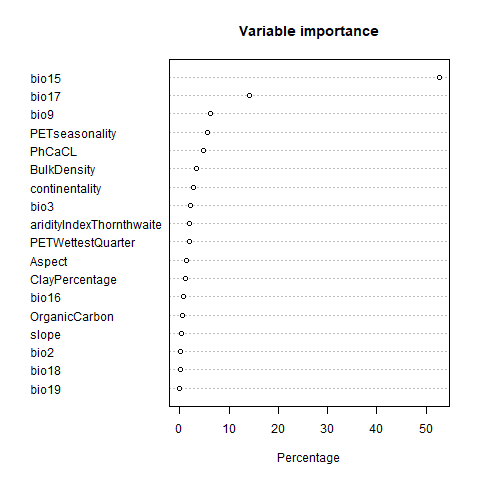 Variable importance
bio15
bio17
bio9
PETseasonality
PhCaCL
BulkDensity
continentality
bio3
aridityIndexThornthwaite
PETWettestQuarter
Aspect
ClayPercentage
bio16
OrganicCarbon
slope
bio2
bio18
bio19
0 10 20 30 40 50
Percentage